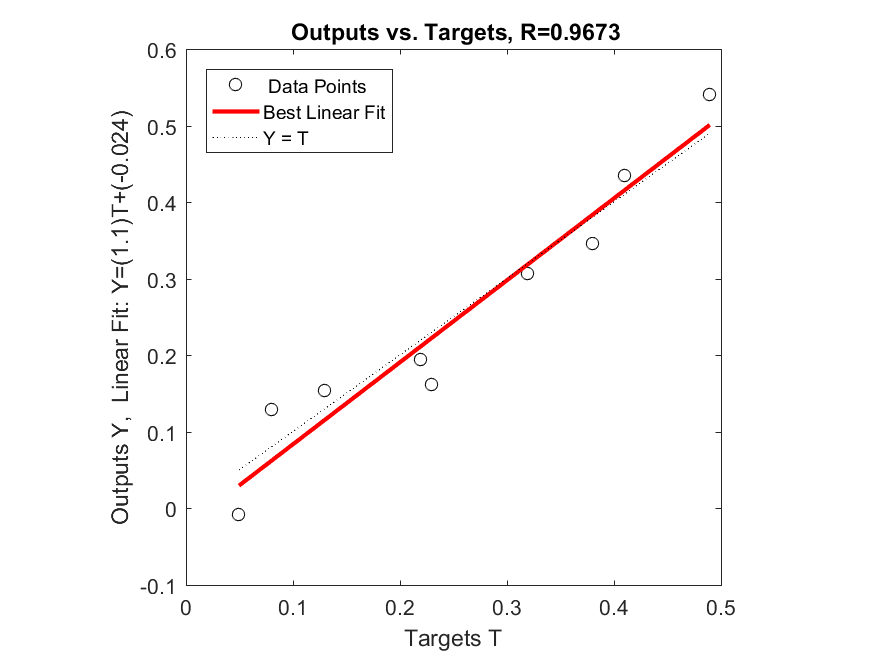 Outputs vs. Targets, R=0.9673
Data Points
Best Linear Fit
Y = T
Outputs Y ,  Linear Fit: Y=(1.1)T+(-0.024)
0.6
0.5
0.4
0.3
0.2
0.1
0
-0.1
0 0.1 0.2 0.3 0.4 0.5
Targets T